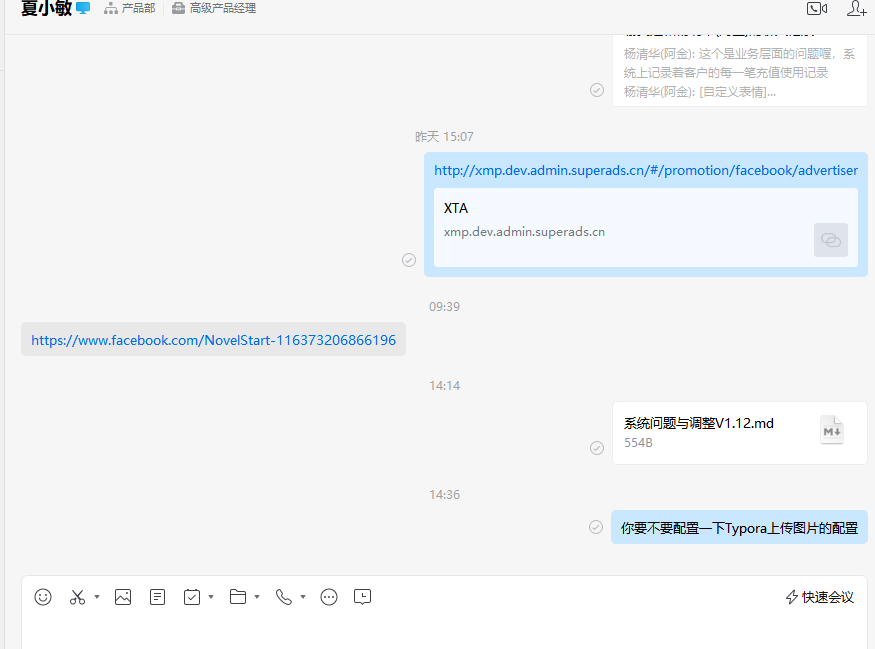 夏小敏 产品部 高级产品经理
杨清华(阿金): 这个是业务层面的问题喔，系
统上记录着客户的每一笔充值使用记录
杨清华(阿金): [自定义表情]...
昨天 15:07
http://xmp.dev.admin.superads.cn/#/promotion/facebook/advertiser
XTA
xmp.dev.admin.superads.cn
09:39
https://www.facebook.com/NovelStart-116373206866196
14:14
系统问题与调整V1.12.md
554B
M
14:36
你要不要配置一下Typora上传图片的配置
快速会议